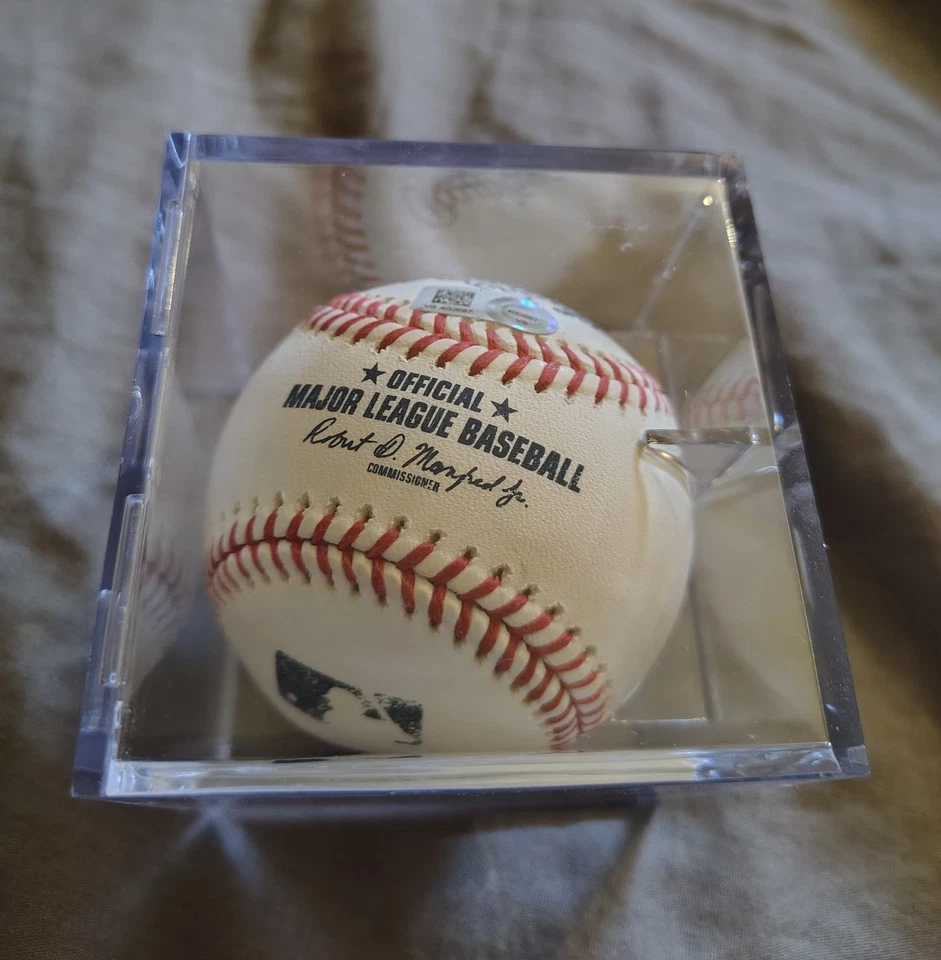 ★ OFFICIAL ★
MAJOR LEAGUE BASEBALL
Robert D. Manfred Jr.
COMMISSIONER